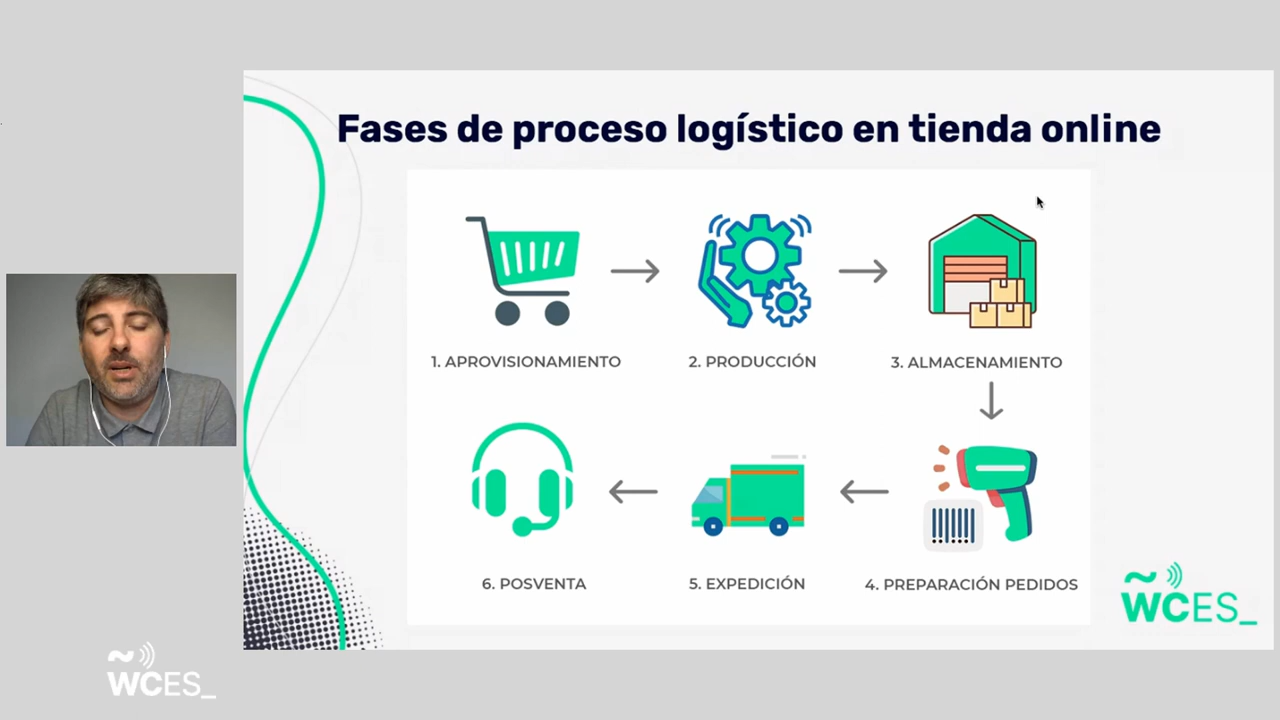 Fases de proceso logístico en tienda online
1. APROVISIONAMIENTO
2. PRODUCCIÓN
3. ALMACENAMIENTO
6. POSVENTA
5. EXPEDICIÓN
4. PREPARACIÓN PEDIDOS
WCES_
WCES_